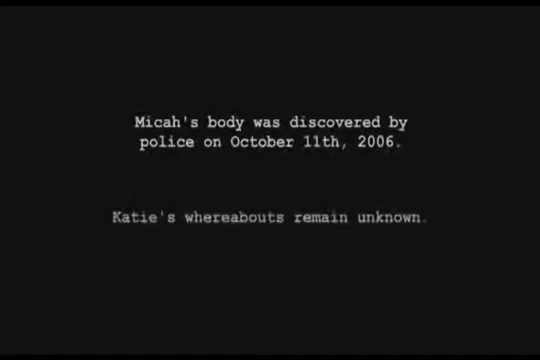 Micah's body was discovered by
police on October 11th, 2006.
Katie's whereabouts remain unknown.